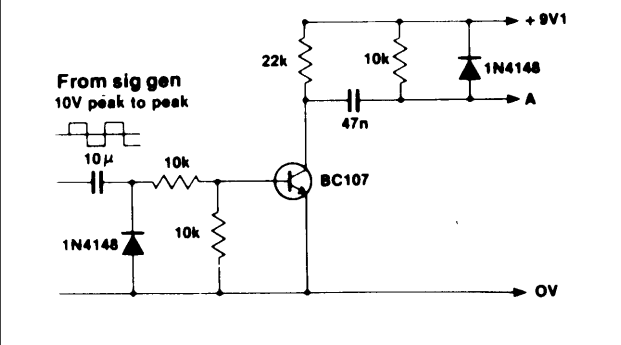 + 9V1
22k
10k
1N4148
From sig gen
10V peak to peak
A
47n
10µ
10k
BC107
1N4148
10k
0V